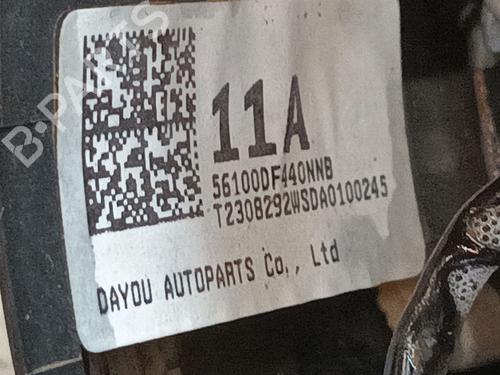 B-PARTS
11A
56100DF440NNB
T2308292WSDA0100245
DAYOU AUTOPARTS Co., Ltd